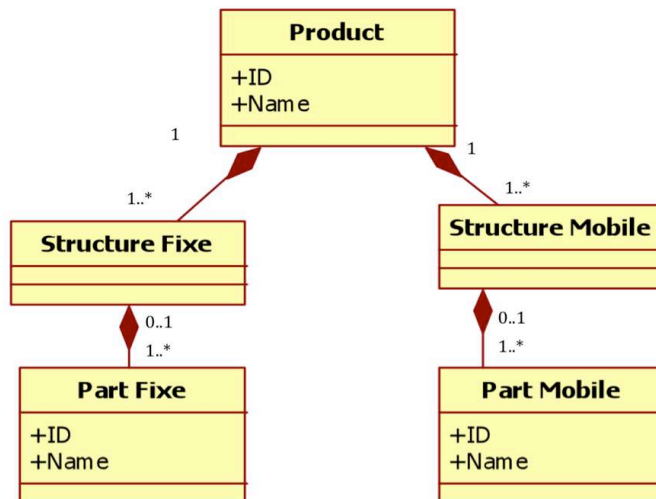 Product
+ID
+Name
1
1
1..*
1..*
Structure Fixe
Structure Mobile
0..1
0..1
1..*
1..*
Part Fixe
Part Mobile
+ID
+ID
+Name
+Name